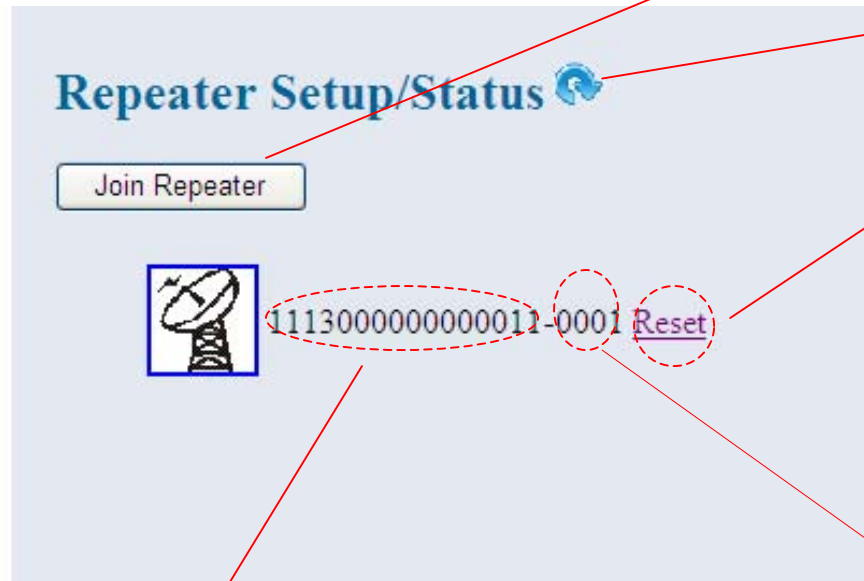 Repeater Setup/Status
Join Repeater
1113000000000011-0001 Reset